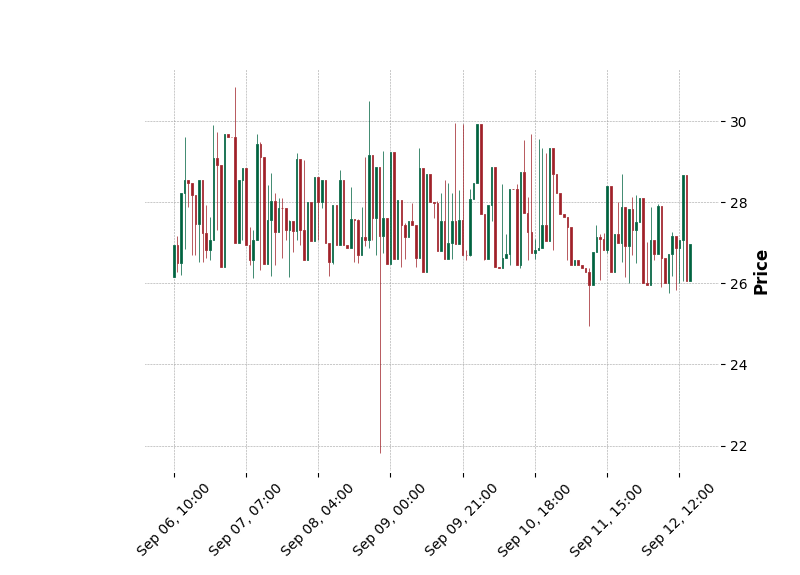 30
28
26
24
22
Price
Sep 06, 10:00
Sep 07, 07:00
Sep 08, 04:00
Sep 09, 00:00
Sep 09, 21:00
Sep 10, 18:00
Sep 11, 15:00
Sep 12, 12:00